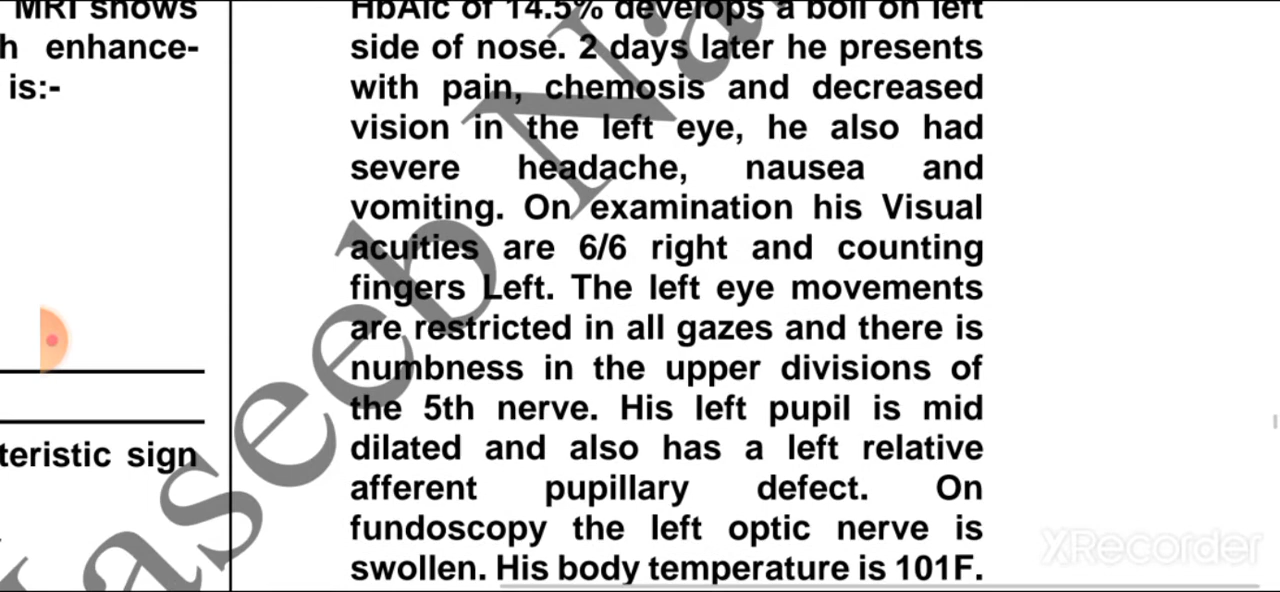 MRI shows
h enhance-
is:-
teristic sign
HbA1c of 14.5% develops a boil on left
side of nose. 2 days later he presents
with pain, chemosis and decreased
vision in the left eye, he also had
severe headache, nausea and
vomiting. On examination his Visual
acuities are 6/6 right and counting
fingers Left. The left eye movements
are restricted in all gazes and there is
numbness in the upper divisions of
the 5th nerve. His left pupil is mid
dilated and also has a left relative
afferent pupillary defect. On
fundoscopy the left optic nerve is
swollen. His body temperature is 101F.
XRecorder